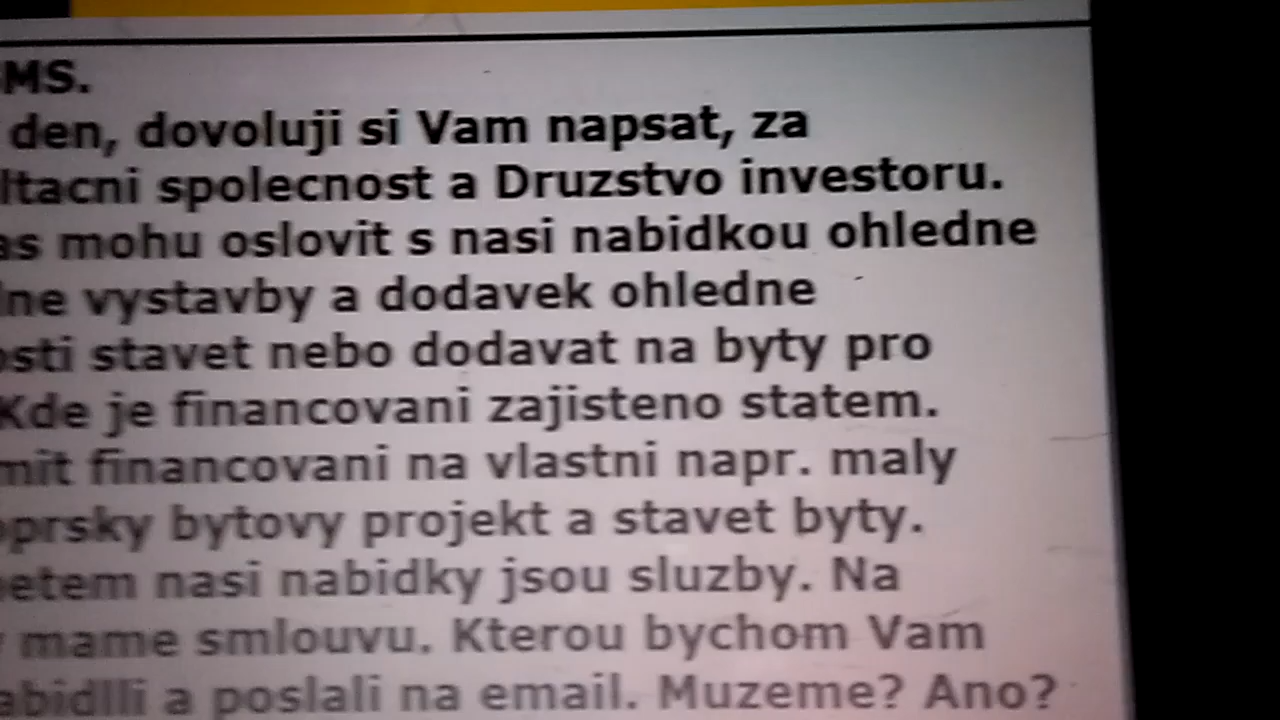 MS.
den, dovoluji si Vam napsat, za
ltacni spolecnost a Druzstvo investoru.
as mohu oslovit s nasi nabidkou ohledne
ne vystavby a dodavek ohledne
osti stavet nebo dodavat na byty pro
Kde je financovani zajisteno statem.
mit financovani na vlastni napr. maly
oprsky bytovy projekt a stavet byty.
etem nasi nabidky jsou sluzby. Na
mame smlouvu. Kterou bychom Vam
abidlli a poslali na email. Muzeme? Ano?